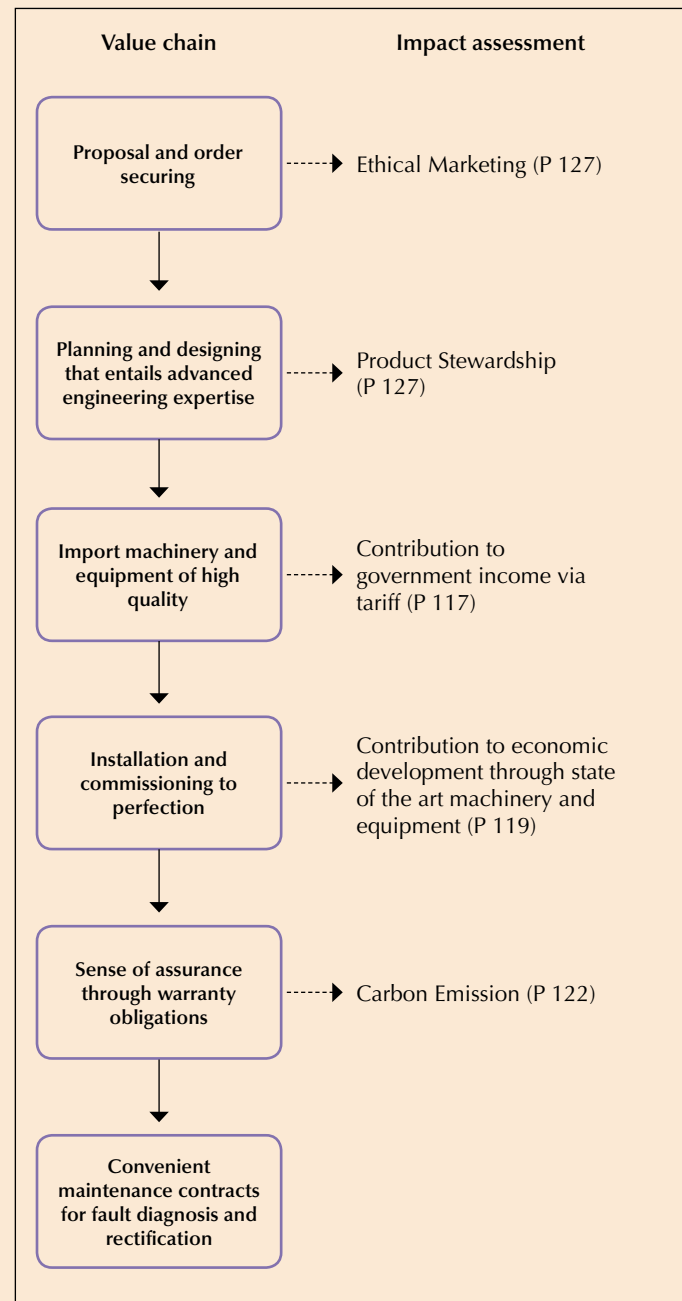 Value chain
Impact assessment
Proposal and order
securing
Ethical Marketing (P 127)
Planning and designing
that entails advanced
engineering expertise
Product Stewardship
(P 127)
Import machinery and
equipment of high
quality
Contribution to
government income via
tariff (P 117)
Installation and
commissioning to
perfection
Contribution to economic
development through state
of the art machinery and
equipment (P 119)
Sense of assurance
through warranty
obligations
Carbon Emission (P 122)
Convenient
maintenance contracts
for fault diagnosis and
rectification